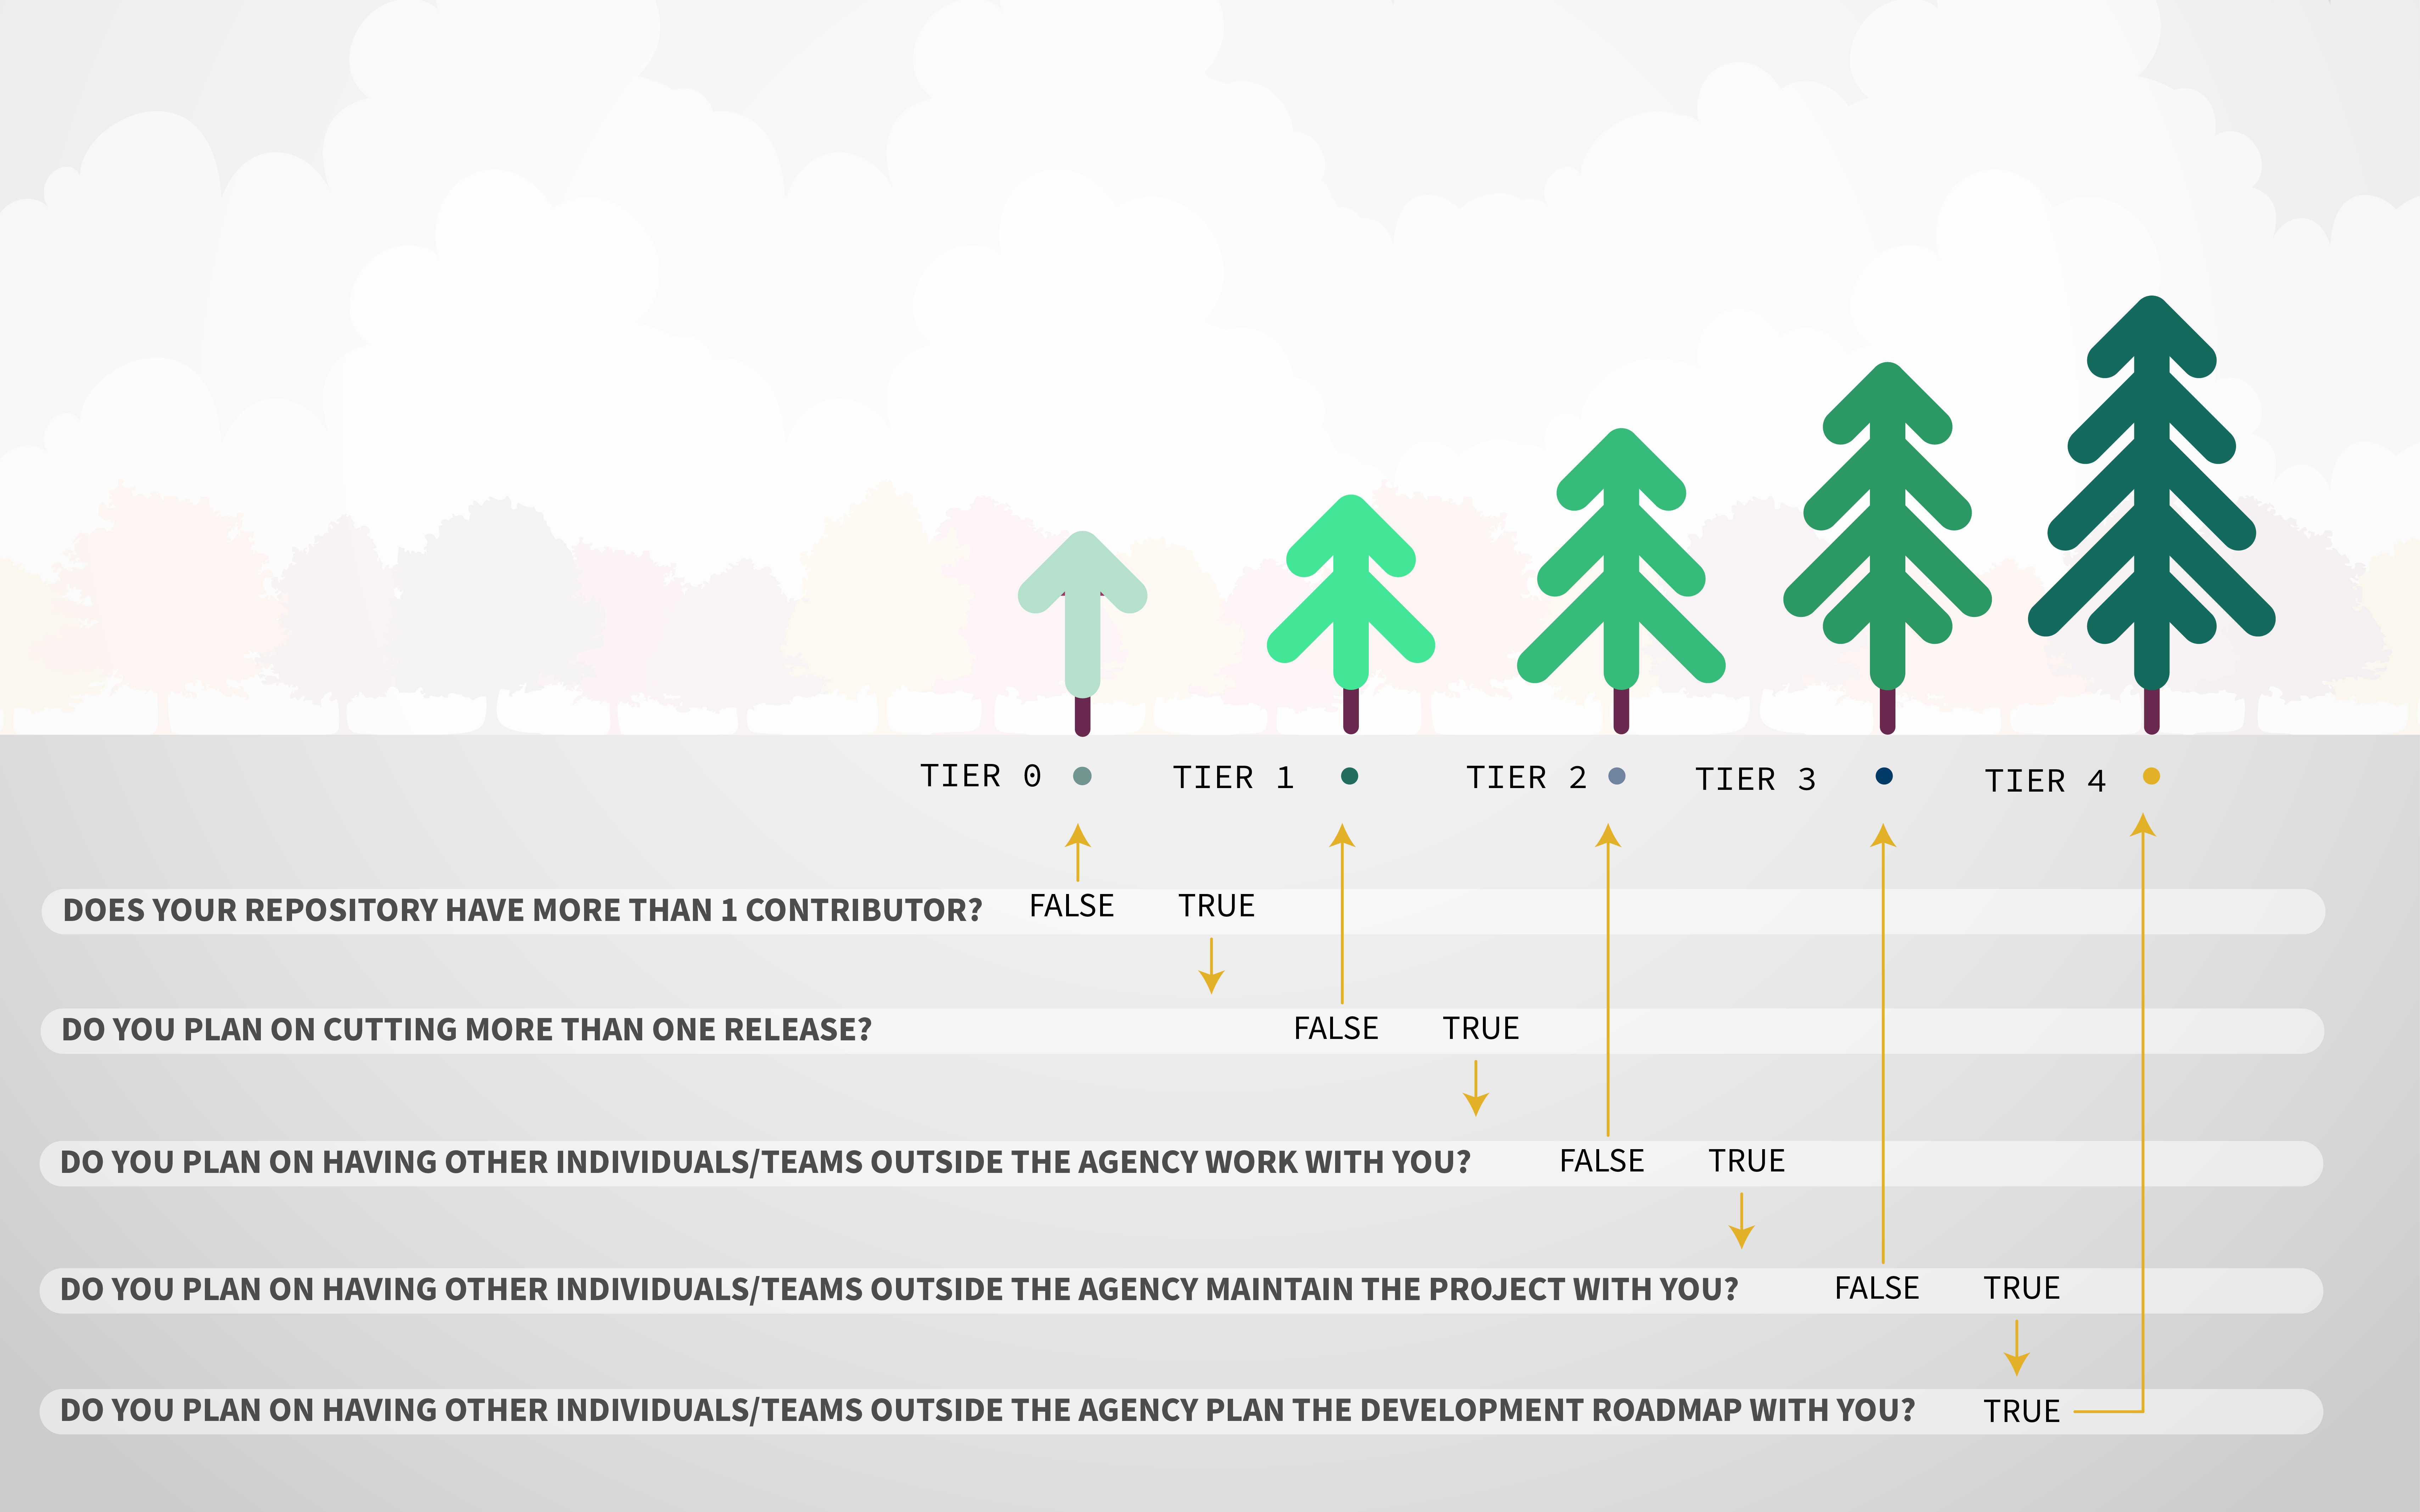 TIER 0
TIER 1
TIER 2
TIER 3
TIER 4
DOES YOUR REPOSITORY HAVE MORE THAN 1 CONTRIBUTOR? FALSE TRUE
DO YOU PLAN ON CUTTING MORE THAN ONE RELEASE? FALSE TRUE
DO YOU PLAN ON HAVING OTHER INDIVIDUALS/TEAMS OUTSIDE THE AGENCY WORK WITH YOU? FALSE TRUE
DO YOU PLAN ON HAVING OTHER INDIVIDUALS/TEAMS OUTSIDE THE AGENCY MAINTAIN THE PROJECT WITH YOU? FALSE TRUE
DO YOU PLAN ON HAVING OTHER INDIVIDUALS/TEAMS OUTSIDE THE AGENCY PLAN THE DEVELOPMENT ROADMAP WITH YOU? TRUE